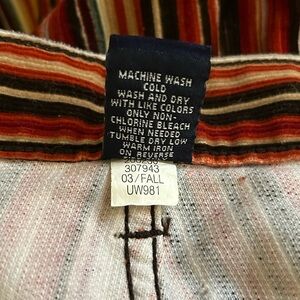 MACHINE WASH
COLD
WASH AND DRY
WITH LIKE COLORS
ONLY NON-
CHLORINE BLEACH
WHEN NEEDED
TUMBLE DRY LOW
WARM IRON
ON REVERSE
307943
03/FALL
UW981